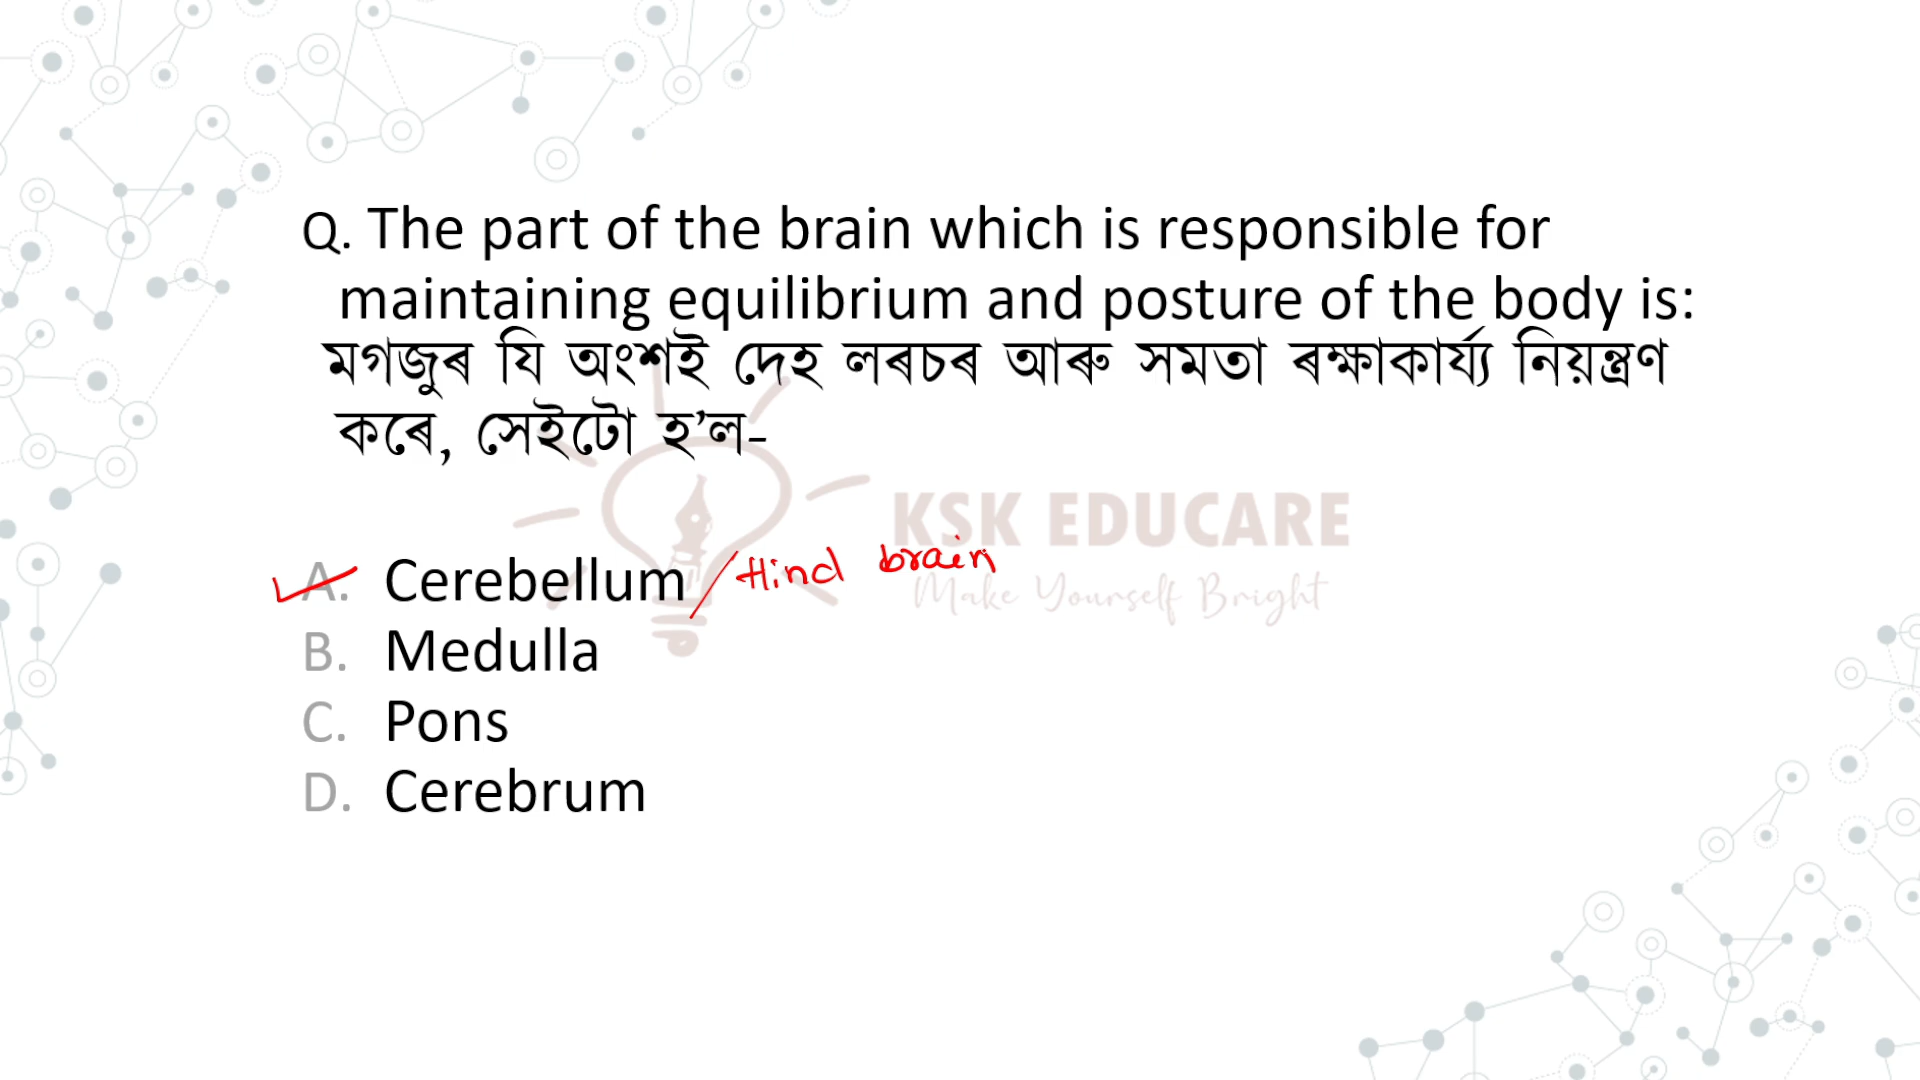 Q. The part of the brain which is responsible for
maintaining equilibrium and posture of the body is:
মগজুৰ যি অংশই দেহ লৰচৰ আৰু সমতা ৰক্ষাকাৰ্য্য নিয়ন্ত্ৰণ
কৰে, সেইটো হ’ল-
KSK EDUCARE
Make Yourself Bright
A. Cerebellum / Hind brain
B. Medulla
C. Pons
D. Cerebrum